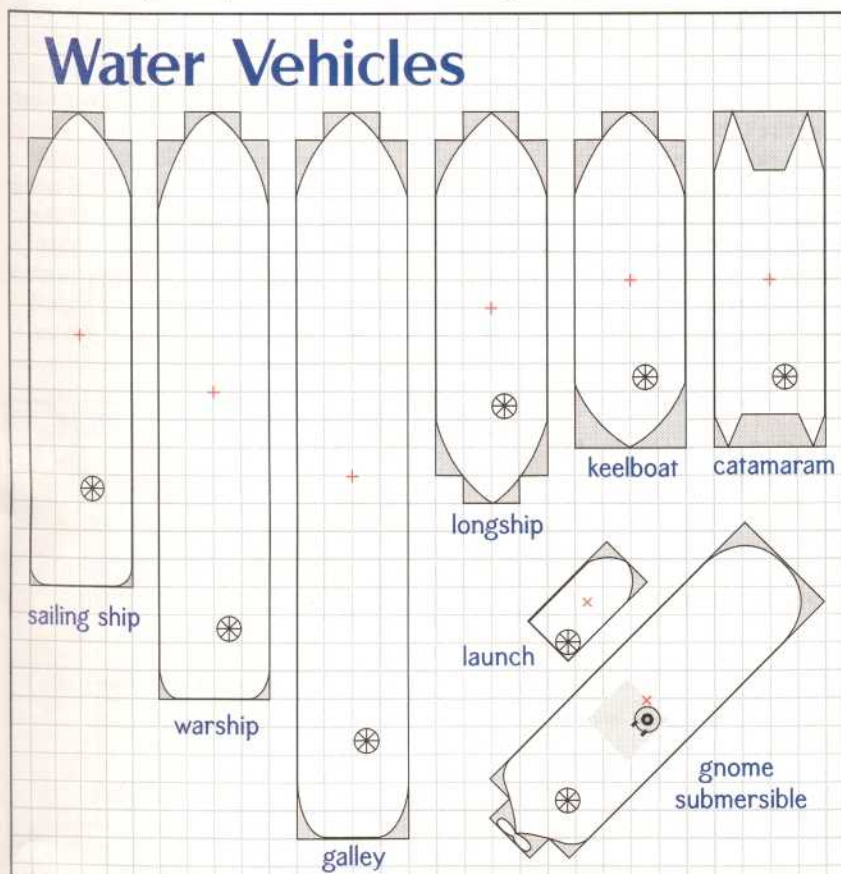 Water Vehicles
keelboat
catamaram
longship
sailing ship
launch
warship
gnome
submersible
galley